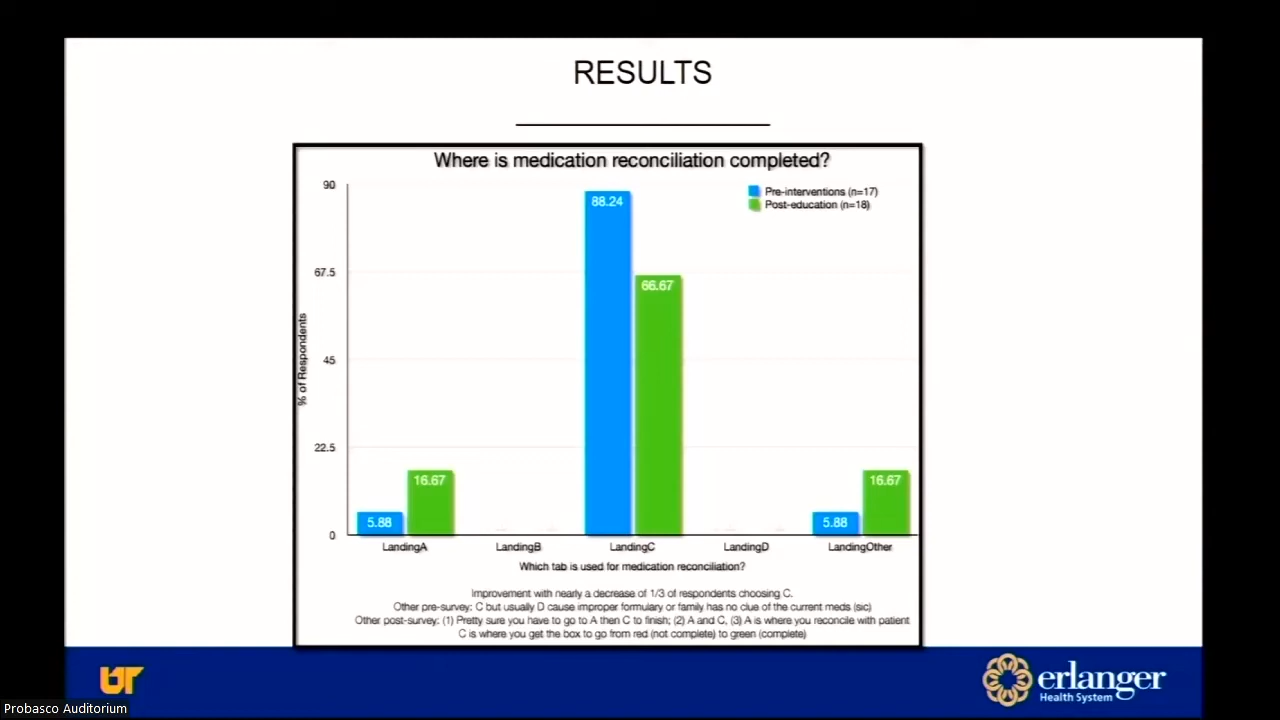 RESULTS
Where is medication reconciliation completed?
Pre-interventions (n=17)
Post-education (n=18)
% of Respondents
90
67.5
45
22.5
0
5.88
16.67
88.24
66.67
5.88
16.67
LandingA
LandingB
LandingC
LandingD
LandingOther
Which tab is used for medication reconciliation?
Improvement with nearly a decrease of 1/3 of respondents choosing C.
Other pre-survey: C but usually D cause improper formulary or family has no clue of the current meds (sic)
Other post-survey: (1) Pretty sure you have to go to A then C to finish; (2) A and C, (3) A is where you reconcile with patient
C is where you get the box to go from red (not complete) to green (complete)
UT
erlanger
Health System
Probasco Auditorium